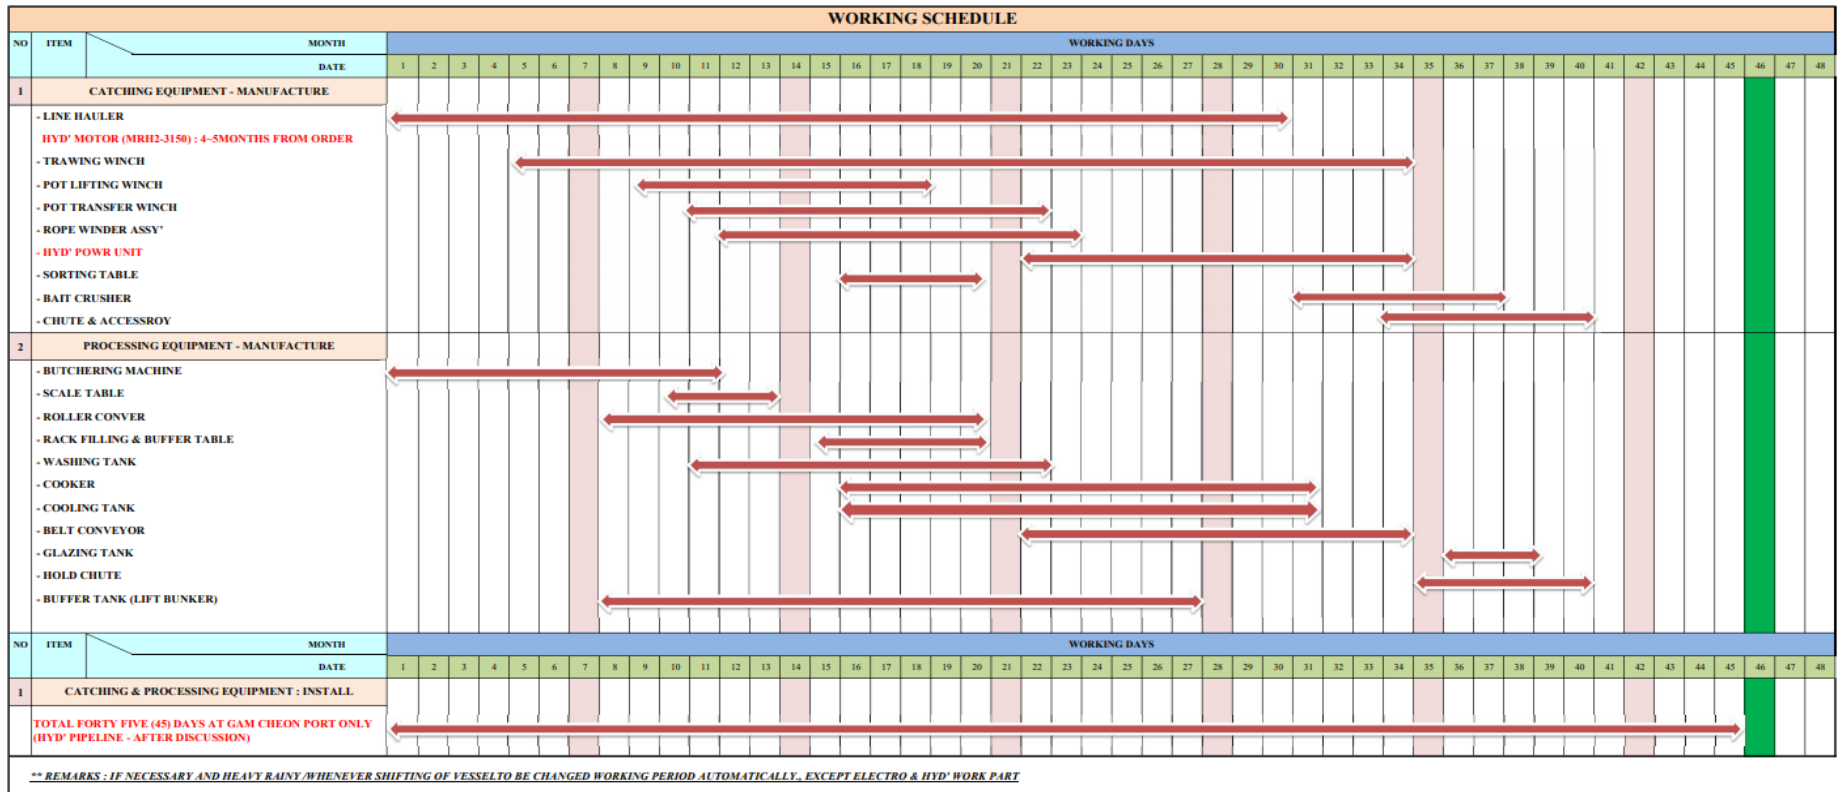 WORKING SCHEDULE
NO ITEM MONTH WORKING DAYS
DATE 1 2 3 4 5 6 7 8 9 10 11 12 13 14 15 16 17 18 19 20 21 22 23 24 25 26 27 28 29 30 31 32 33 34 35 36 37 38 39 40 41 42 43 44 45 46 47 48
1 CATCHING EQUIPMENT - MANUFACTURE
- LINE HAULER
HYD' MOTOR (MRH2-3150) : 4~5MONTHS FROM ORDER
- TRAWING WINCH
- POT LIFTING WINCH
- POT TRANSFER WINCH
- ROPE WINDER ASSY'
- HYD' POWR UNIT
- SORTING TABLE
- BAIT CRUSHER
- CHUTE & ACCESSROY
2 PROCESSING EQUIPMENT - MANUFACTURE
- BUTCHERING MACHINE
- SCALE TABLE
- ROLLER CONVER
- RACK FILLING & BUFFER TABLE
- WASHING TANK
- COOKER
- COOLING TANK
- BELT CONVEYOR
- GLAZING TANK
- HOLD CHUTE
- BUFFER TANK (LIFT BUNKER)
NO ITEM MONTH WORKING DAYS
DATE 1 2 3 4 5 6 7 8 9 10 11 12 13 14 15 16 17 18 19 20 21 22 23 24 25 26 27 28 29 30 31 32 33 34 35 36 37 38 39 40 41 42 43 44 45 46 47 48
1 CATCHING & PROCESSING EQUIPMENT : INSTALL
TOTAL FORTY FIVE (45) DAYS AT GAM CHEON PORT ONLY
(HYD' PIPELINE - AFTER DISCUSSION)
** REMARKS : IF NECESSARY AND HEAVY RAINY /WHENEVER SHIFTING OF VESSELTO BE CHANGED WORKING PERIOD AUTOMATICALLY., EXCEPT ELECTRO & HYD' WORK PART